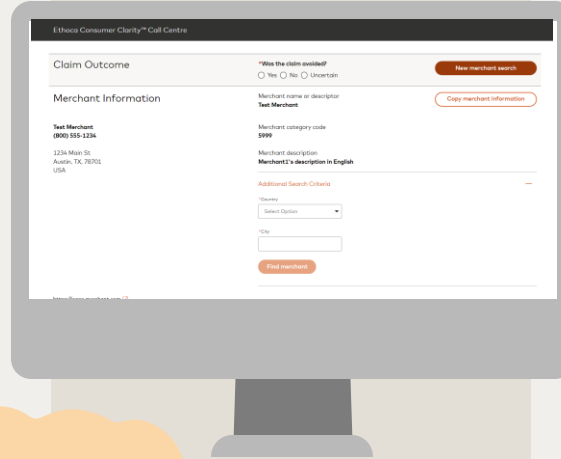 Ethoca Consumer Clarity™ Call Centre
Claim Outcome
*Was the claim avoided?
Yes No Uncertain
New merchant search
Merchant Information
Merchant name or descriptor
Test Merchant
Copy merchant information
Test Merchant
(800) 555-1234
Merchant category code
5999
1234 Main St
Austin, TX, 78701
USA
Merchant description
Merchant1's description in English
Additional Search Criteria
*Country
Select Option
*City
Find merchant